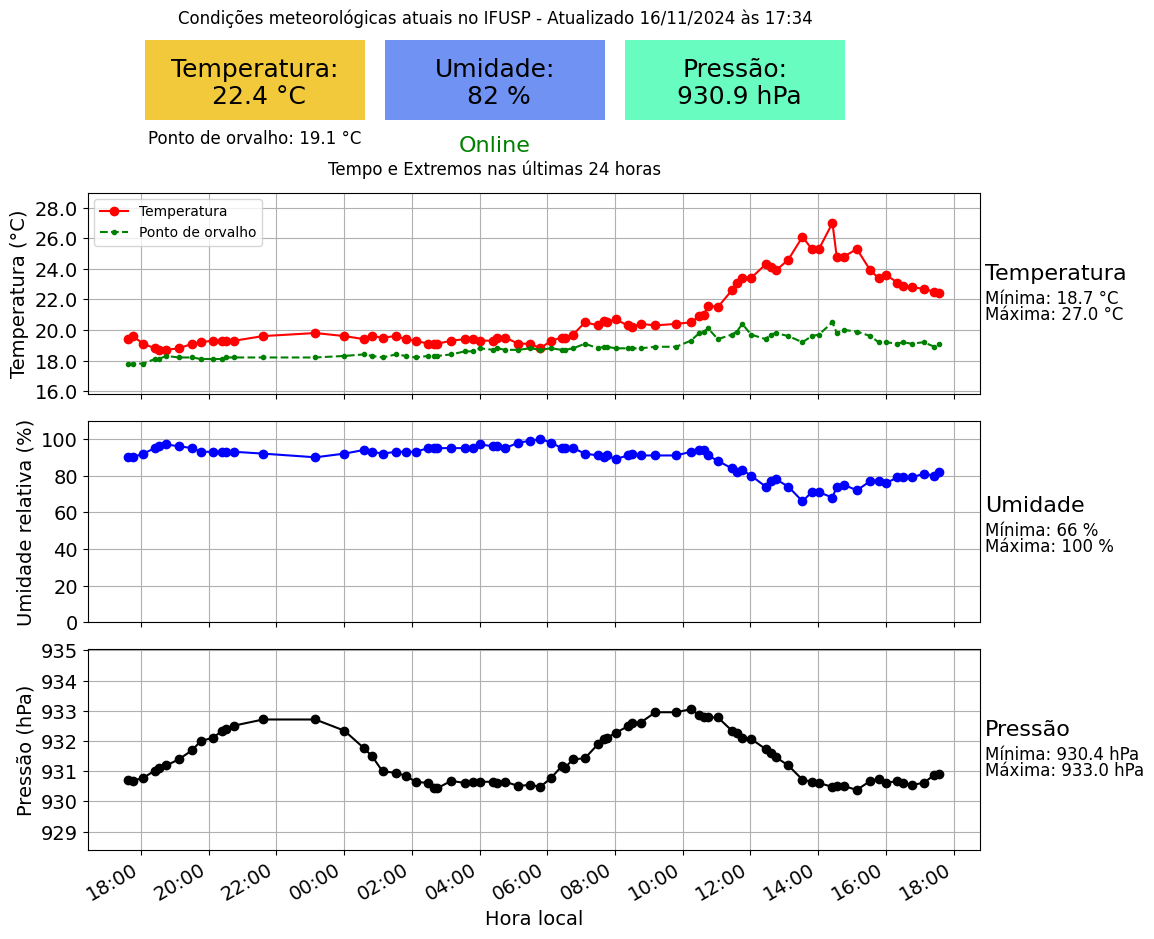 Condições meteorológicas atuais no IFUSP - Atualizado 16/11/2024 às 17:34
Temperatura:
22.4 °C
Umidade:
82 %
Pressão:
930.9 hPa
Ponto de orvalho: 19.1 °C
Online
Tempo e Extremos nas últimas 24 horas
Temperatura (°C)
28.0
26.0
24.0
22.0
20.0
18.0
16.0
Temperatura
Ponto de orvalho
Temperatura
Mínima: 18.7 °C
Máxima: 27.0 °C
Umidade relativa (%)
100
80
60
40
20
0
Umidade
Mínima: 66 %
Máxima: 100 %
Pressão (hPa)
935
934
933
932
931
930
929
Pressão
Mínima: 930.4 hPa
Máxima: 933.0 hPa
18:00 20:00 22:00 00:00 02:00 04:00 06:00 08:00 10:00 12:00 14:00 16:00 18:00
Hora local